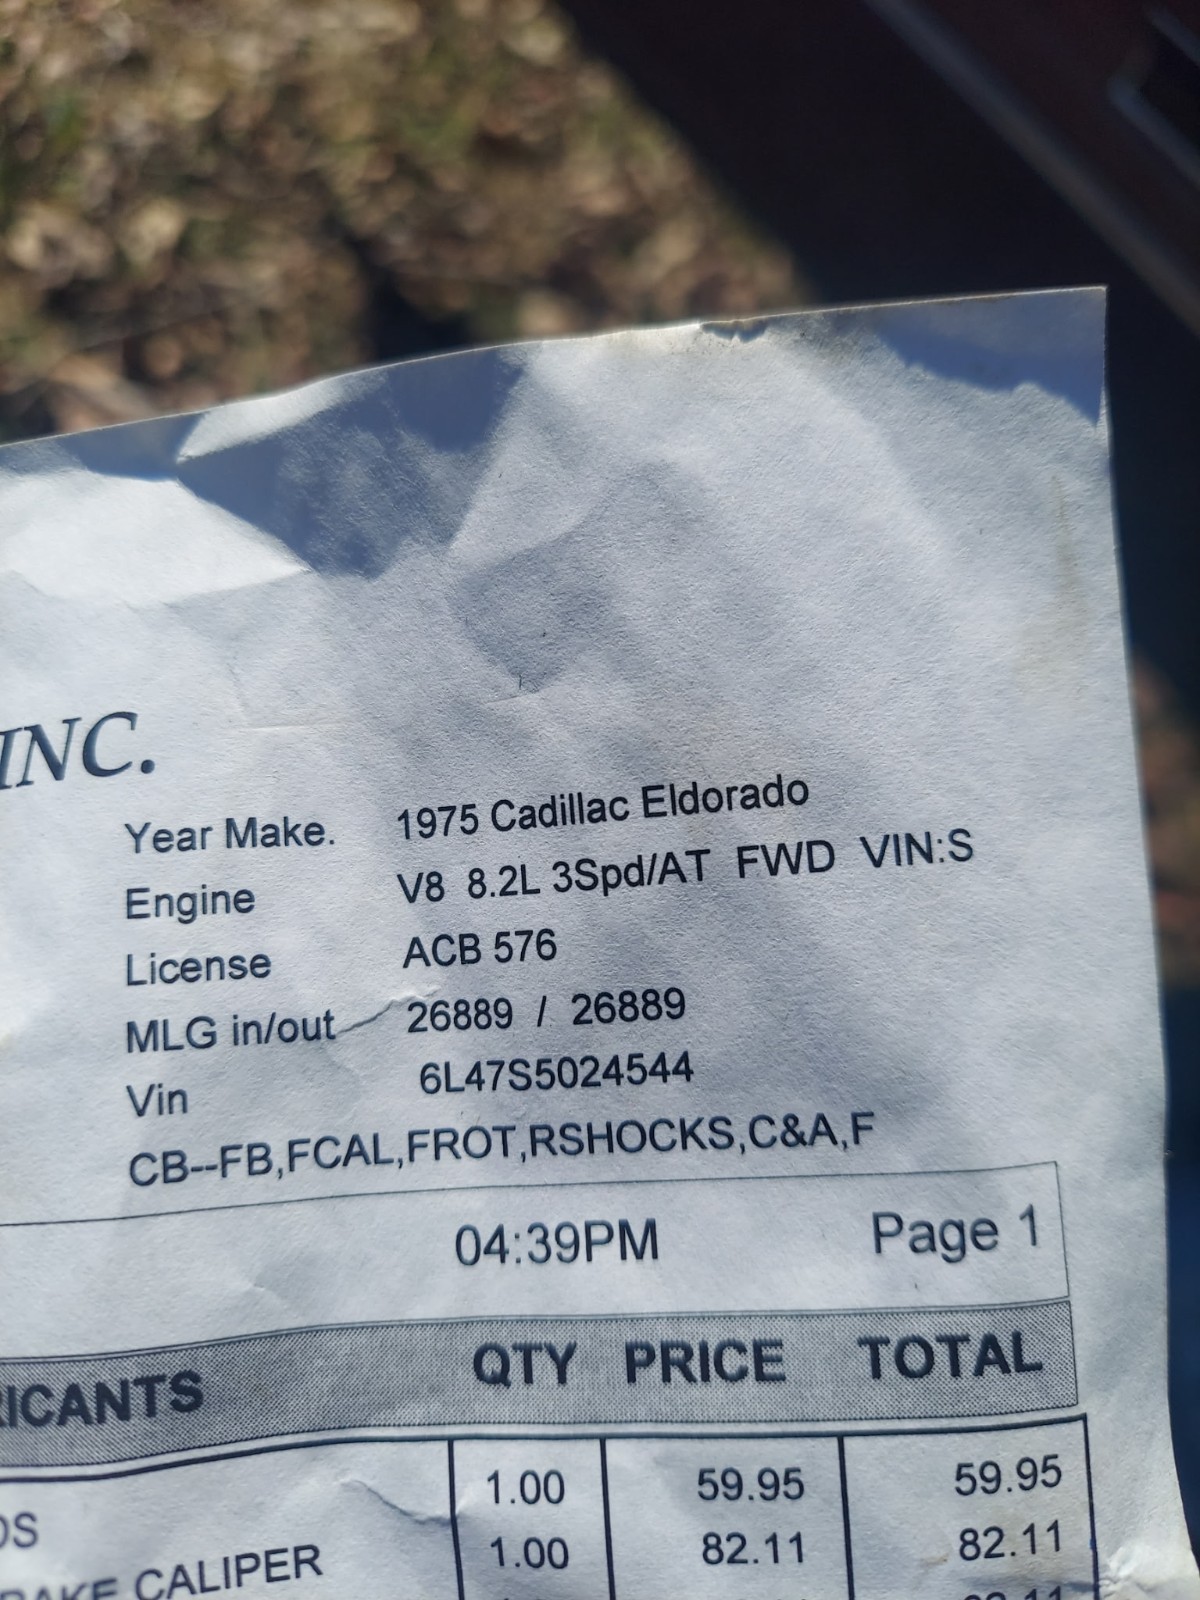 INC.
Year Make. 1975 Cadillac Eldorado
Engine V8 8.2L 3Spd/AT FWD VIN:S
License ACB 576
MLG in/out 26889 / 26889
Vin 6L47S5024544
CB--FB,FCAL,FROT,RSHOCKS,C&A,F
04:39PM Page 1
RICANTS QTY PRICE TOTAL
DS 1.00 59.95 59.95
CALIPER 1.00 82.11 82.11